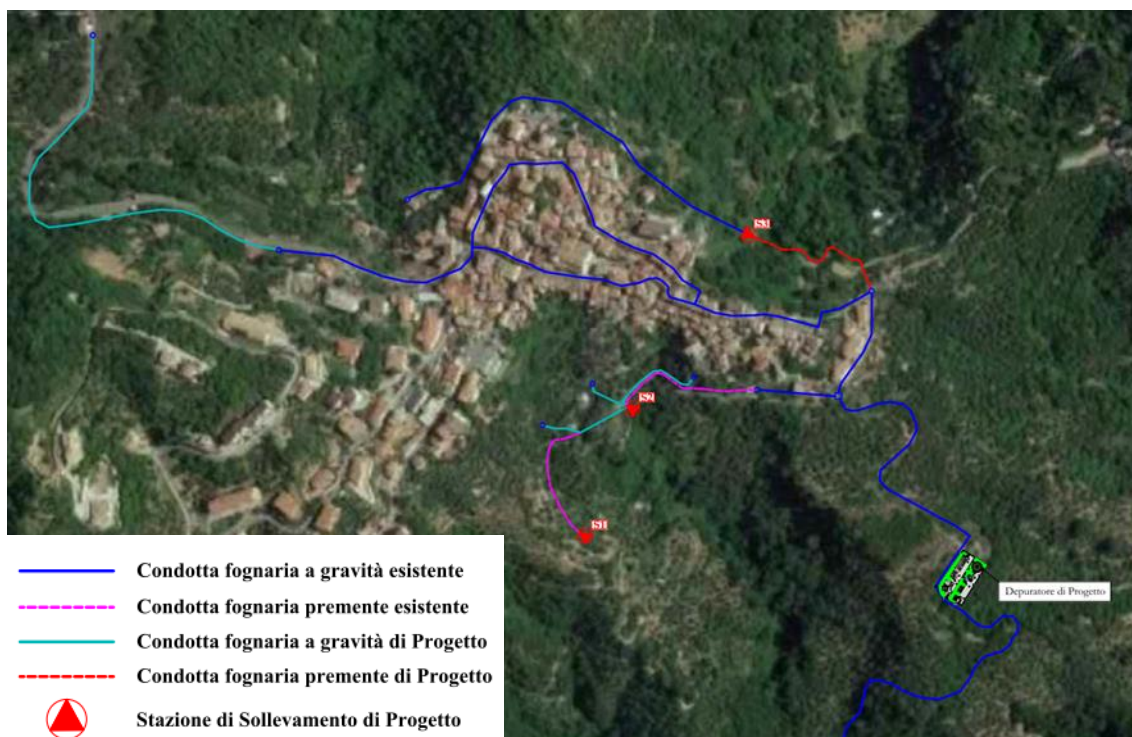 S3
S2
S1
Depuratore di Progetto
Condotta fognaria a gravità esistente
Condotta fognaria premente esistente
Condotta fognaria a gravità di Progetto
Condotta fognaria premente di Progetto
Stazione di Sollevamento di Progetto